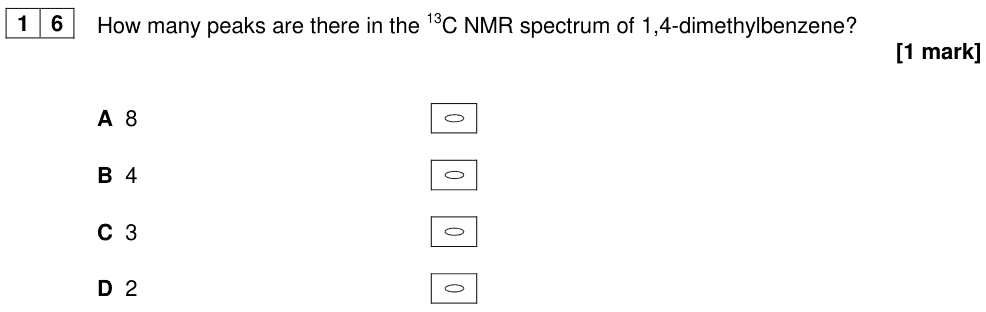 1 6 How many peaks are there in the ¹³C NMR spectrum of 1,4-dimethylbenzene?
[1 mark]
A 8
B 4
C 3
D 2